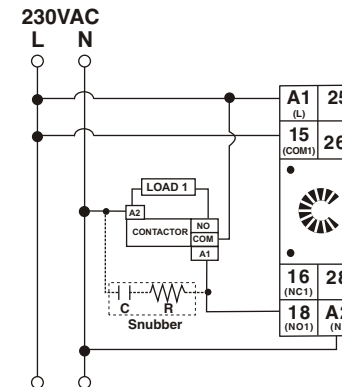 230VAC
L N
A1 25
(L)
15 26
(COM1)
LOAD 1
A2
CONTACTOR
NO
COM
A1
C R
Snubber
16 28
(NC1)
18 A2
(NO1) (N